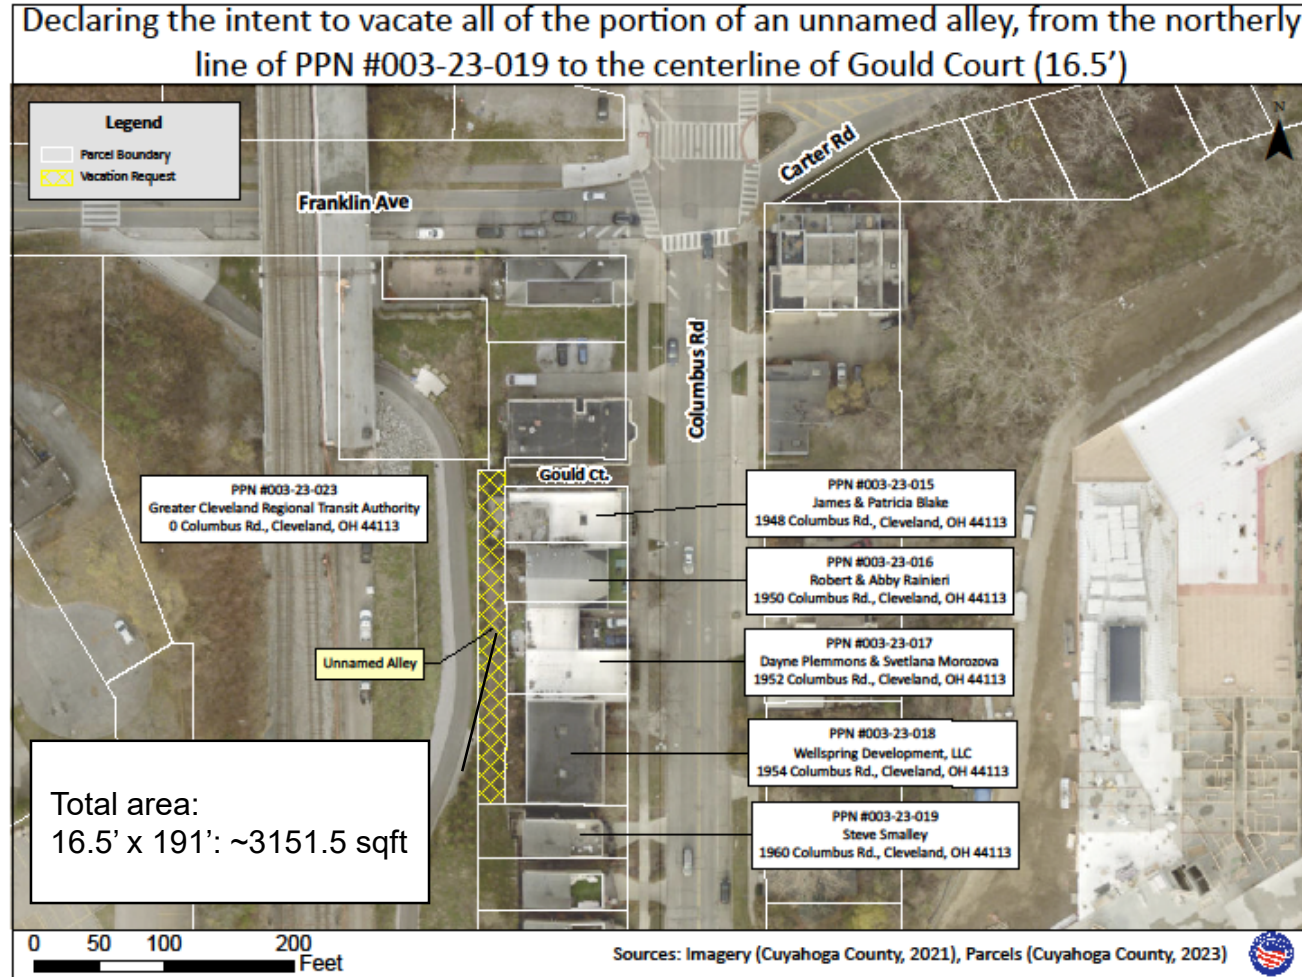 Declaring the intent to vacate all of the portion of an unnamed alley, from the northerly
line of PPN #003-23-019 to the centerline of Gould Court (16.5’)
Legend
Parcel Boundary
Vacation Request
N
Carter Rd
Franklin Ave
Columbus Rd
Gould Ct.
PPN #003-23-023
Greater Cleveland Regional Transit Authority
0 Columbus Rd., Cleveland, OH 44113
PPN #003-23-015
James & Patricia Blake
1948 Columbus Rd., Cleveland, OH 44113
PPN #003-23-016
Robert & Abby Rainieri
1950 Columbus Rd., Cleveland, OH 44113
Unnamed Alley
PPN #003-23-017
Dayne Plemmons & Svetlana Morozova
1952 Columbus Rd., Cleveland, OH 44113
PPN #003-23-018
Wellspring Development, LLC
1954 Columbus Rd., Cleveland, OH 44113
Total area:
16.5’ x 191’: ~3151.5 sqft
PPN #003-23-019
Steve Smalley
1960 Columbus Rd., Cleveland, OH 44113
0 50 100 200
Feet
Sources: Imagery (Cuyahoga County, 2021), Parcels (Cuyahoga County, 2023)